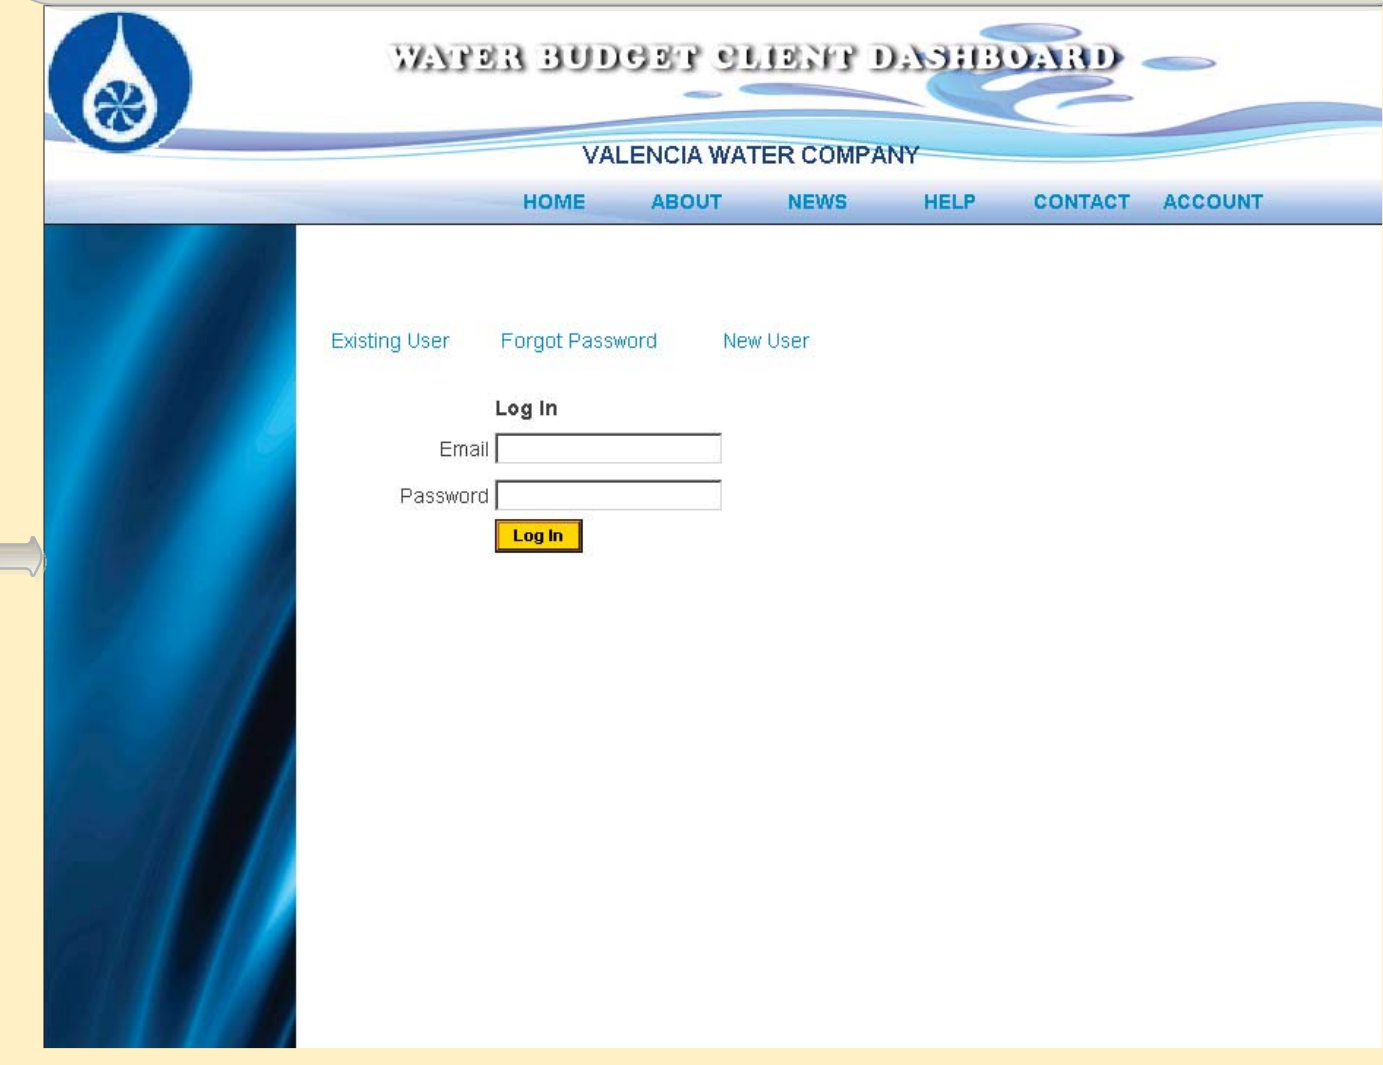 WATER BUDGET CLIENT DASHBOARD
VALENCIA WATER COMPANY
HOME ABOUT NEWS HELP CONTACT ACCOUNT
Existing User Forgot Password New User
Log In
Email
Password
Log In